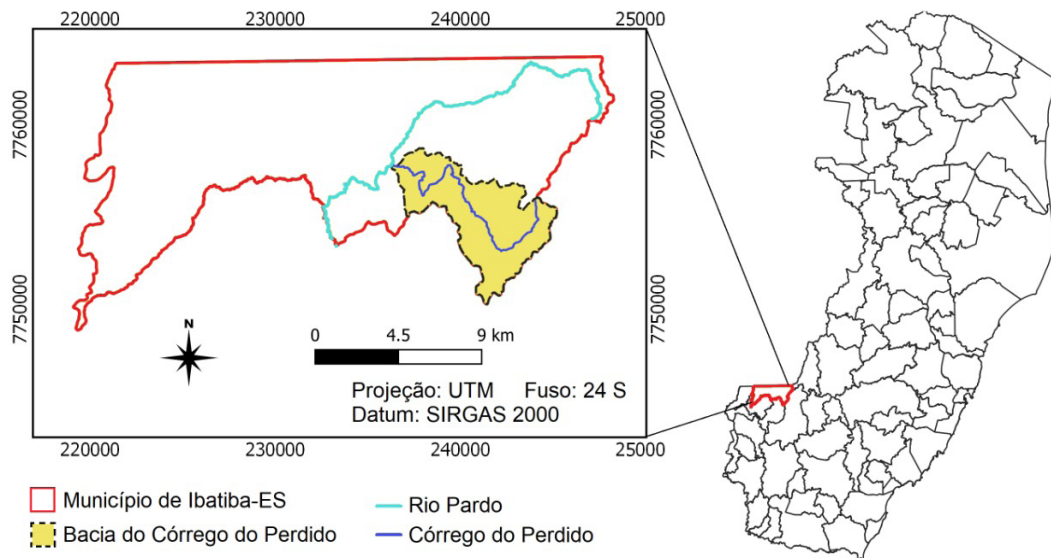 220000 230000 240000 25000
7760000 7760000
7750000 7750000
N
0 4.5 9 km
Projeção: UTM Fuso: 24 S
Datum: SIRGAS 2000
220000 230000 240000 25000
Município de Ibatiba-ES
Rio Pardo
Bacia do Córrego do Perdido
Córrego do Perdido